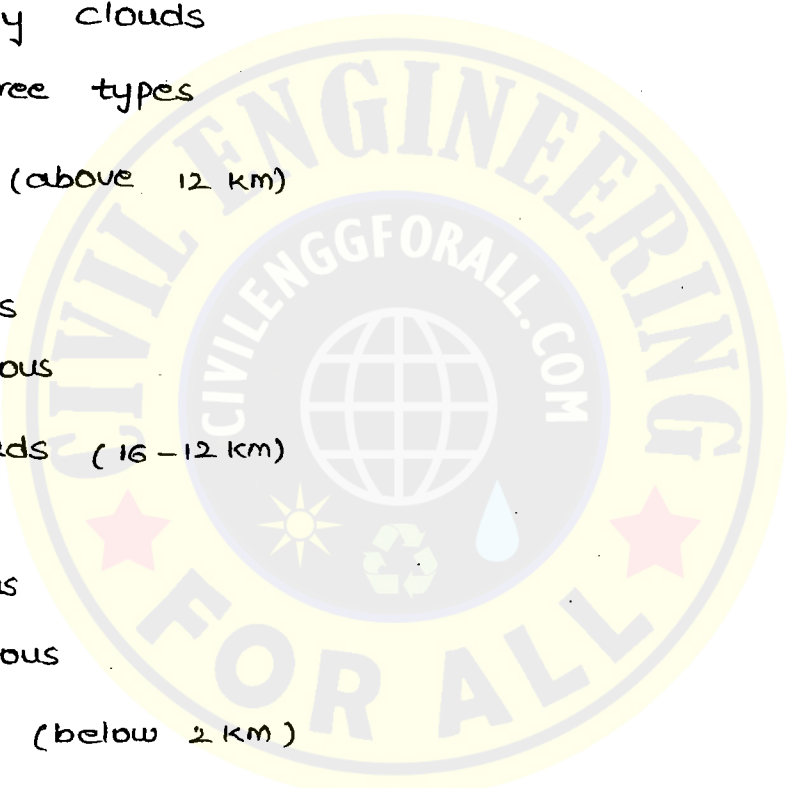 y clouds
ree types
(above 12 km)
s
ous
ds (16-12 km)
s
ous
(below 2 km)
CIVIL ENGINEERING
CIVILENGGFORALL.COM
FOR ALL